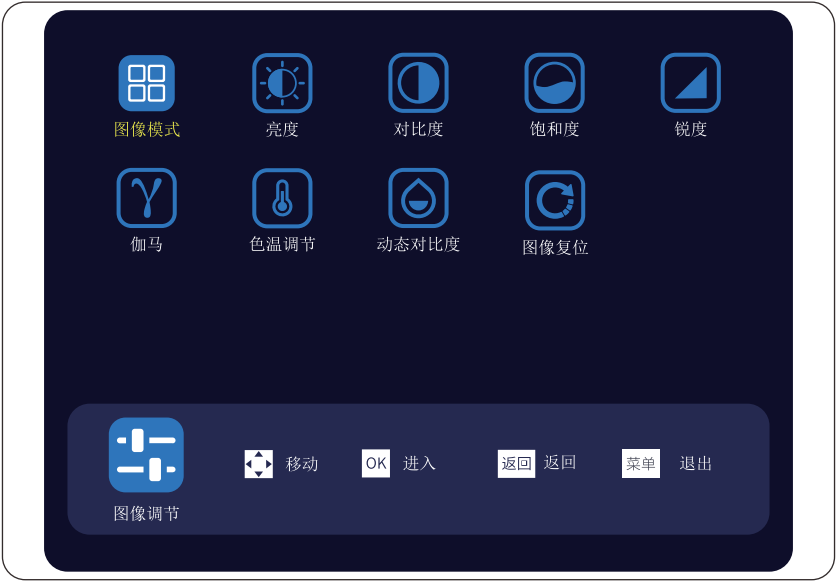 图像模式 亮度 对比度 饱和度 锐度
伽马 色温调节 动态对比度 图像复位
移动 OK 进入 返回 返回 菜单 退出
图像调节